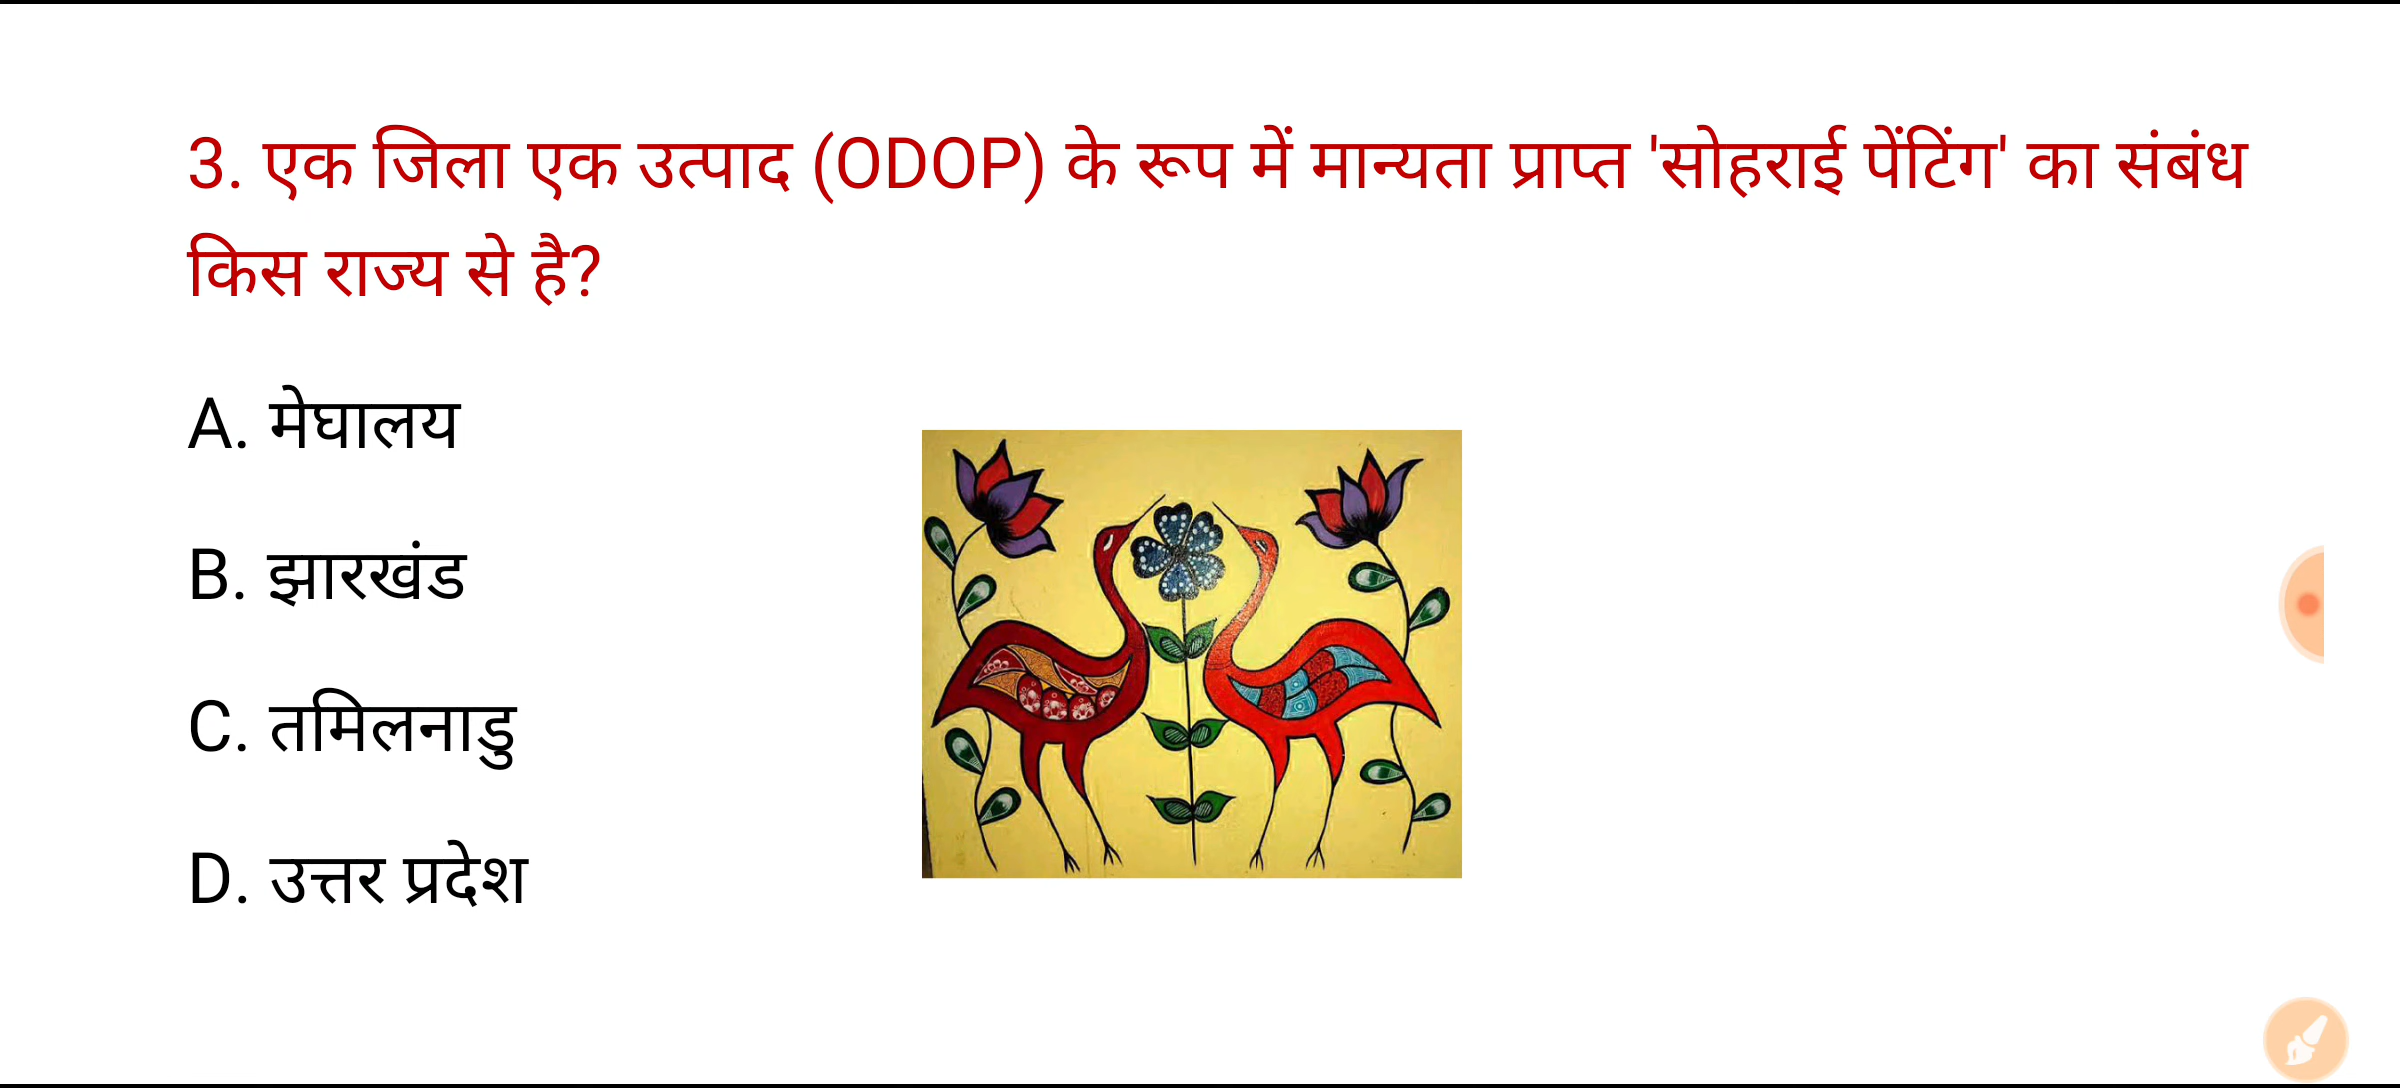 3. एक जिला एक उत्पाद (ODOP) के रूप में मान्यता प्राप्त 'सोहराई पेंटिंग' का संबंध
किस राज्य से है?
A. मेघालय
B. झारखंड
C. तमिलनाडु
D. उत्तर प्रदेश